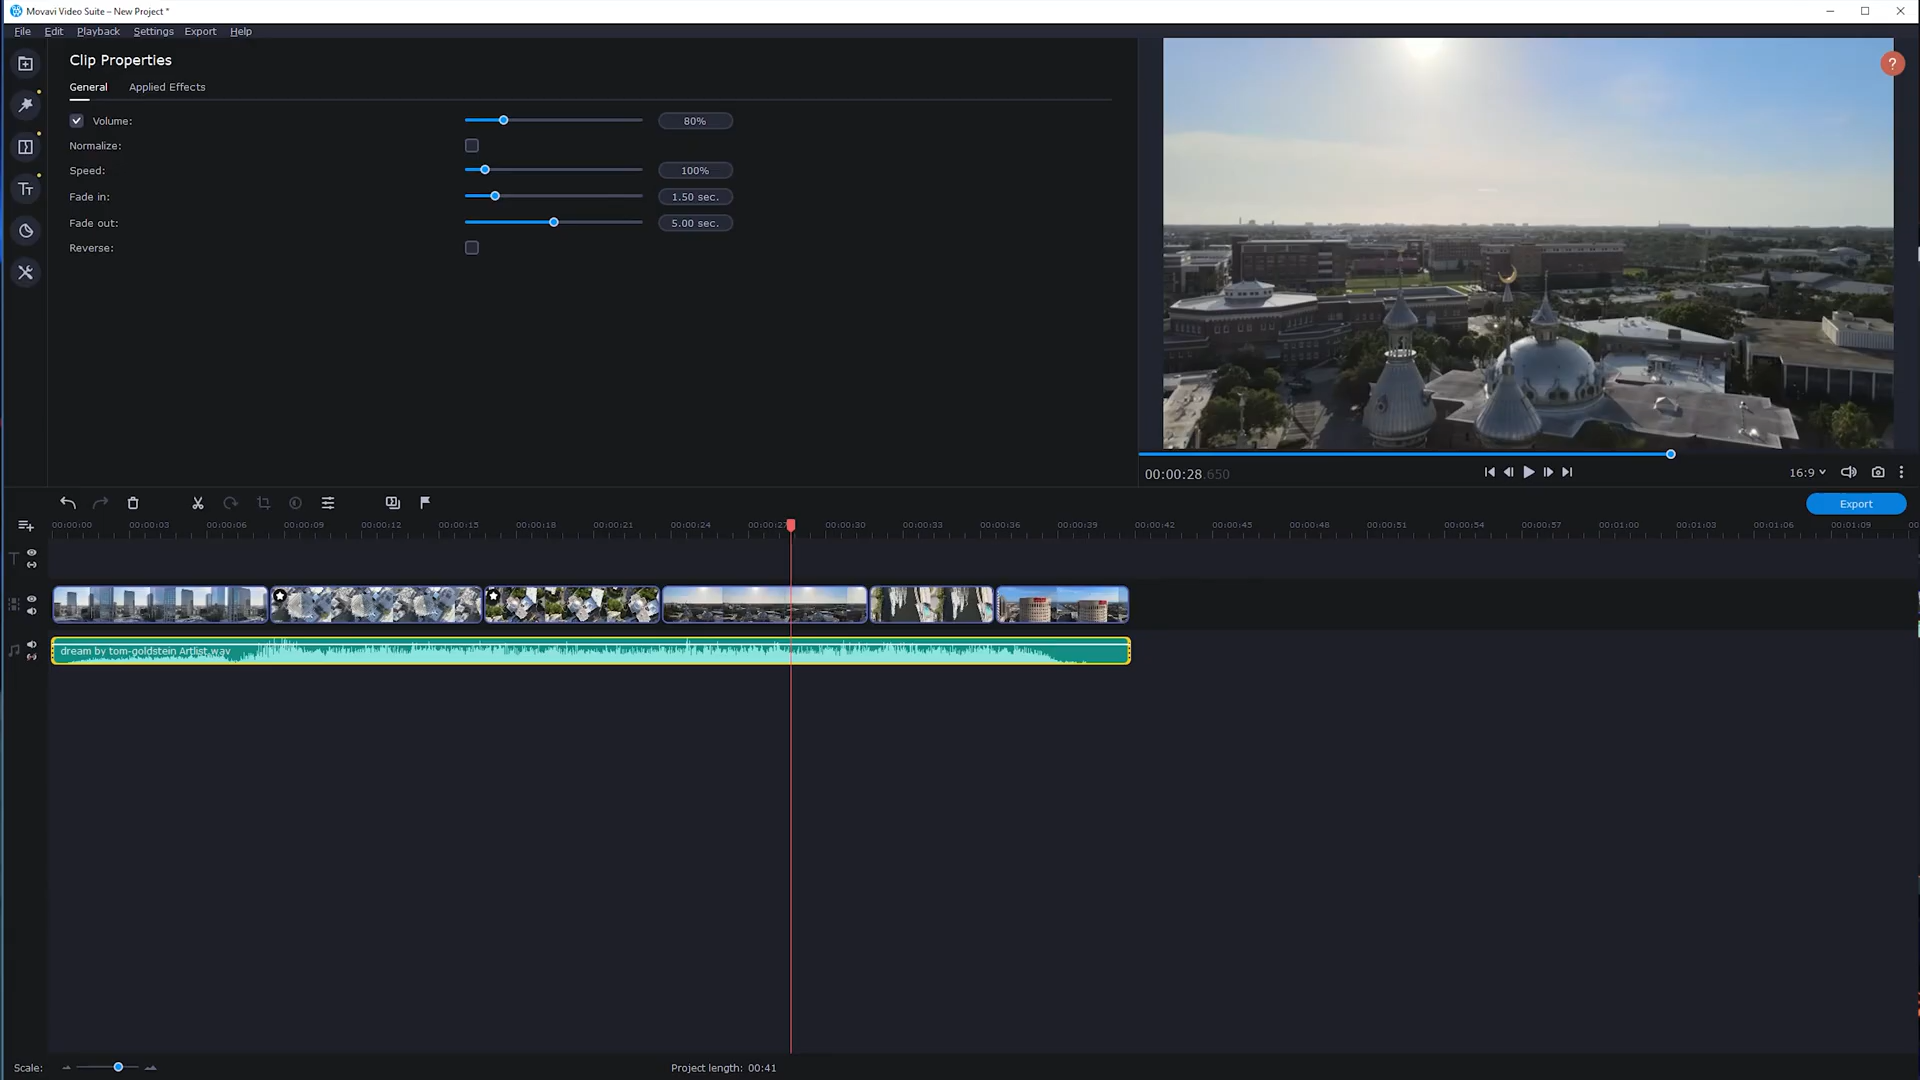 Movavi Video Suite – New Project *
File Edit Playback Settings Export Help
Clip Properties
General Applied Effects
Volume: 80%
Normalize:
Speed: 100%
Fade in: 1.50 sec.
Fade out: 5.00 sec.
Reverse:
?
00:00:28.650
16:9
Export
00:00:00 00:00:03 00:00:06 00:00:09 00:00:12 00:00:15 00:00:18 00:00:21 00:00:24 00:00:27 00:00:30 00:00:33 00:00:36 00:00:39 00:00:42 00:00:45 00:00:48 00:00:51 00:00:54 00:00:57 00:01:00 00:01:03 00:01:06 00:01:09 00
dream by tom-goldstein Artlist.wav
Scale:
Project length: 00:41